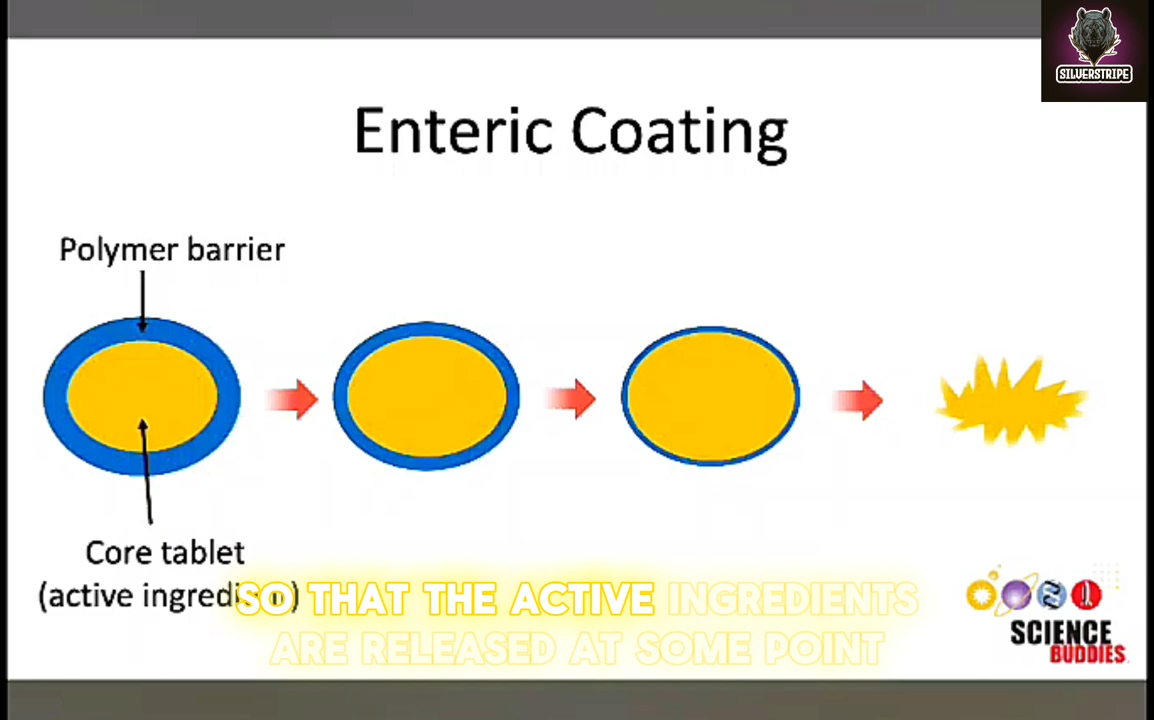 SILVERSTRIPE
Enteric Coating
Polymer barrier
Core tablet
(active ingredi
SO THAT THE ACTIVE INGREDIENTS
ARE RELEASED AT SOME POINT
SCIENCE
BUDDIES